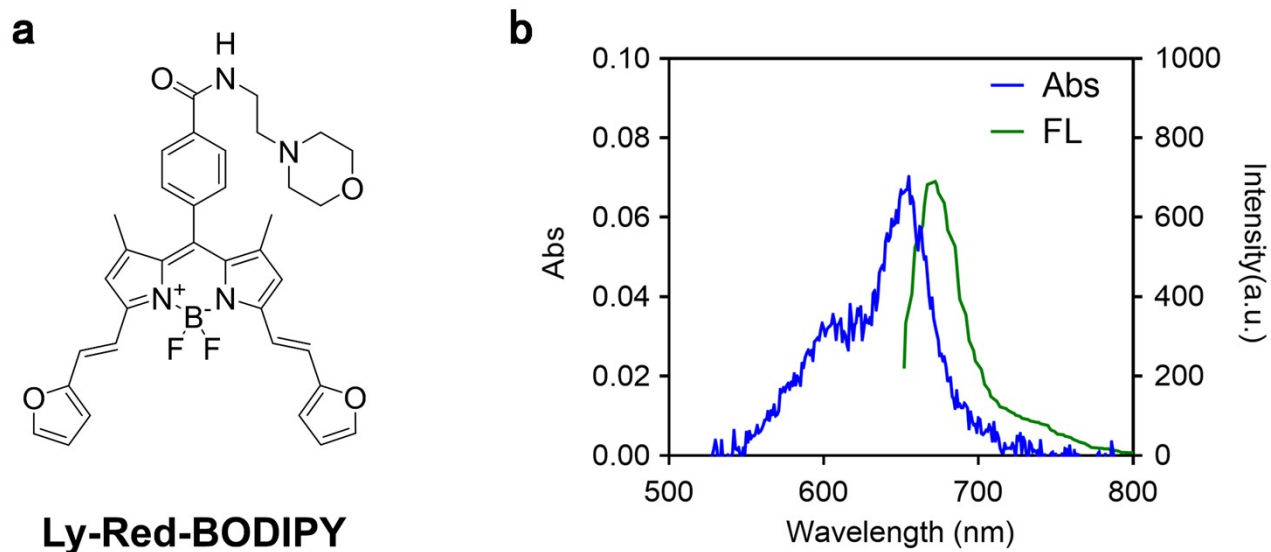 a
H
O
N
N
O
N+
N
B-
F F
O
O
Ly-Red-BODIPY
b
0.10
1000
Abs
FL
0.08
800
0.06
600
Abs
Intensity(a.u.)
0.04
400
0.02
200
0.00
0
500
600
700
800
Wavelength (nm)